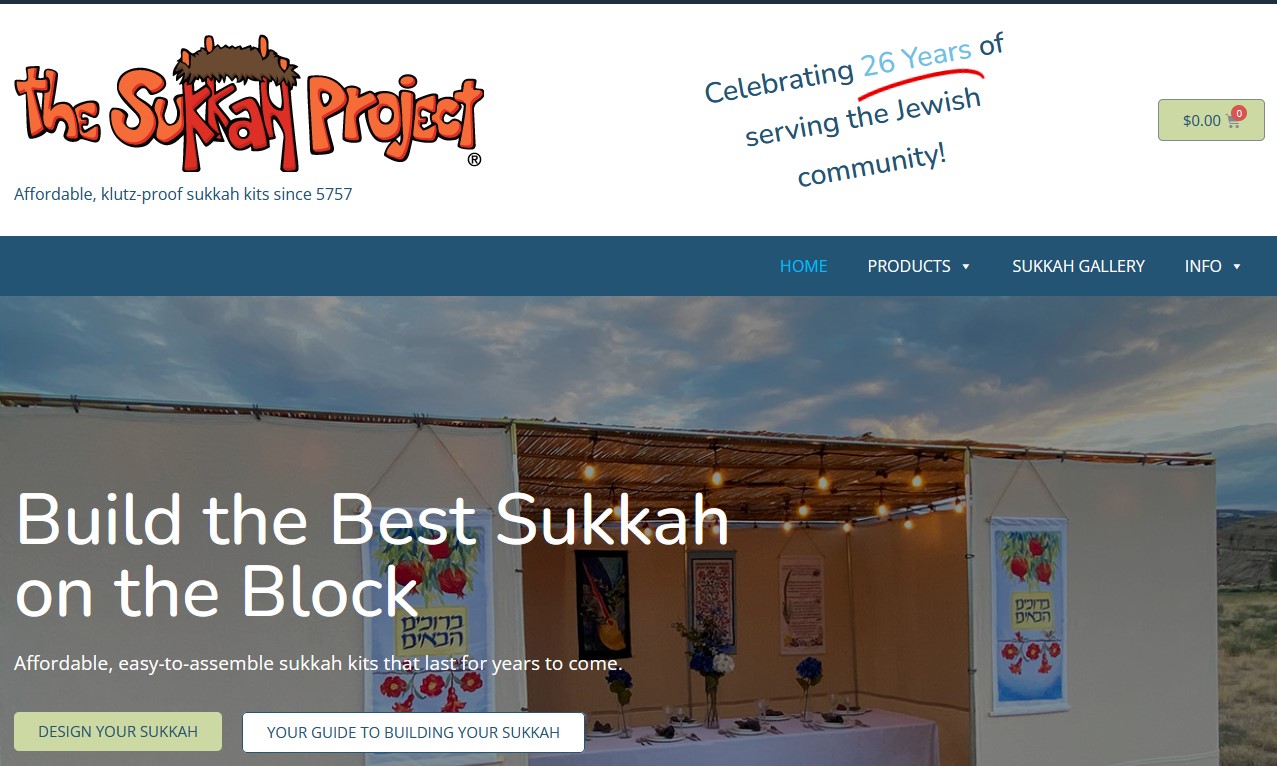 the Sukkah Project
®
Affordable, klutz-proof sukkah kits since 5757
Celebrating 26 Years of
serving the Jewish
community!
$0.00 0
HOME PRODUCTS SUKKAH GALLERY INFO
Build the Best Sukkah
on the Block
ברוכים
הבאים
ברוכים
הבאים
Affordable, easy-to-assemble sukkah kits that last for years to come.
DESIGN YOUR SUKKAH YOUR GUIDE TO BUILDING YOUR SUKKAH